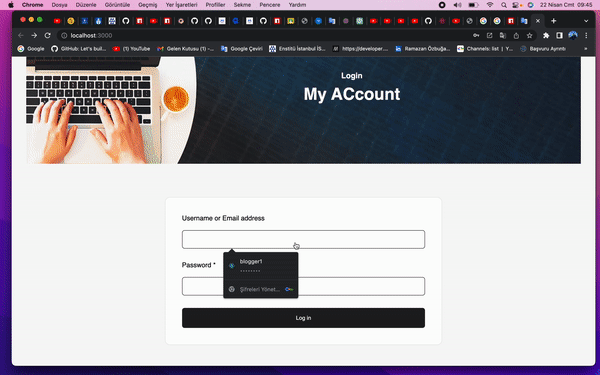 Chrome Dosya Düzenle Görüntüle Geçmiş Yer İşaretleri Profiller Sekme Pencere Yardım 22 Nisan Cmt 09:45
localhost:3000
Google GitHub: Let's buil... (1) YouTube Gelen Kutusu (1) -... Google Çeviri Enstitü İstanbul İS... https://developer.... Ramazan Özbuğa... Channels: list | Y... Başvuru Ayrıntı
Login
My ACcount
Username or Email address
blogger1
••••••••
Password *
Şifreleri Yönet...
Log in